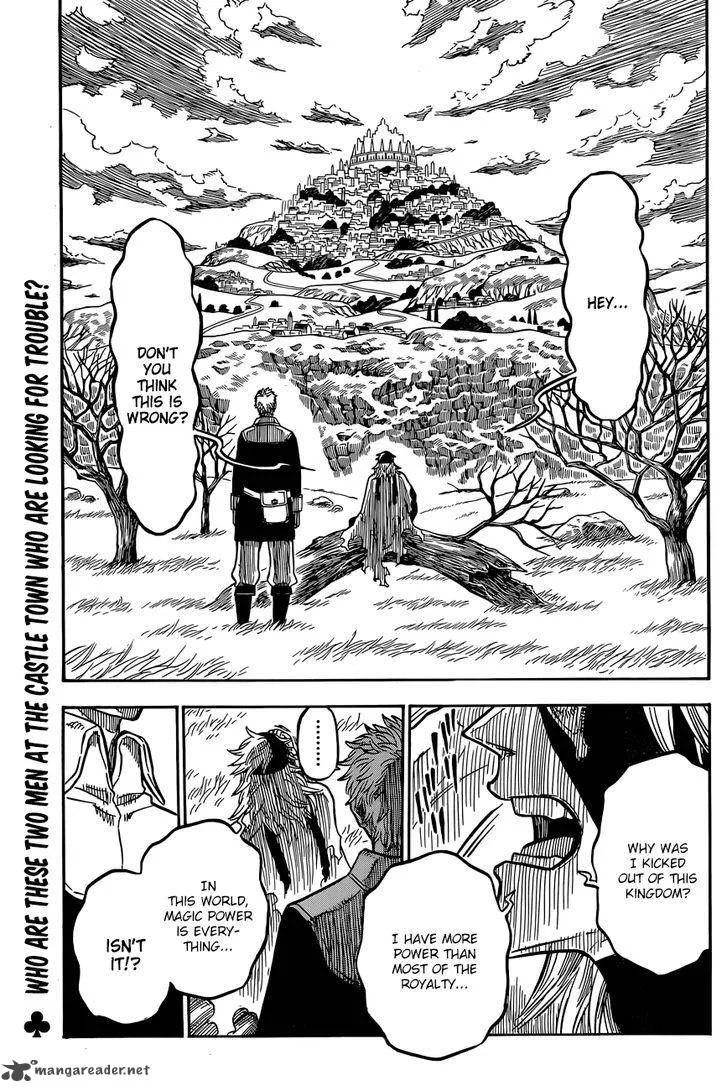 HEY...
DON'T
YOU
THINK
THIS IS
WRONG?
WHY WAS
I KICKED
OUT OF THIS
KINGDOM?
I HAVE MORE
POWER THAN
MOST OF THE
ROYALTY...
........
IN
THIS WORLD,
MAGIC POWER
IS EVERY-
THING...
ISN'T
IT!?
WHO ARE THESE TWO MEN AT THE CASTLE TOWN WHO ARE LOOKING FOR TROUBLE?
mangareader.net